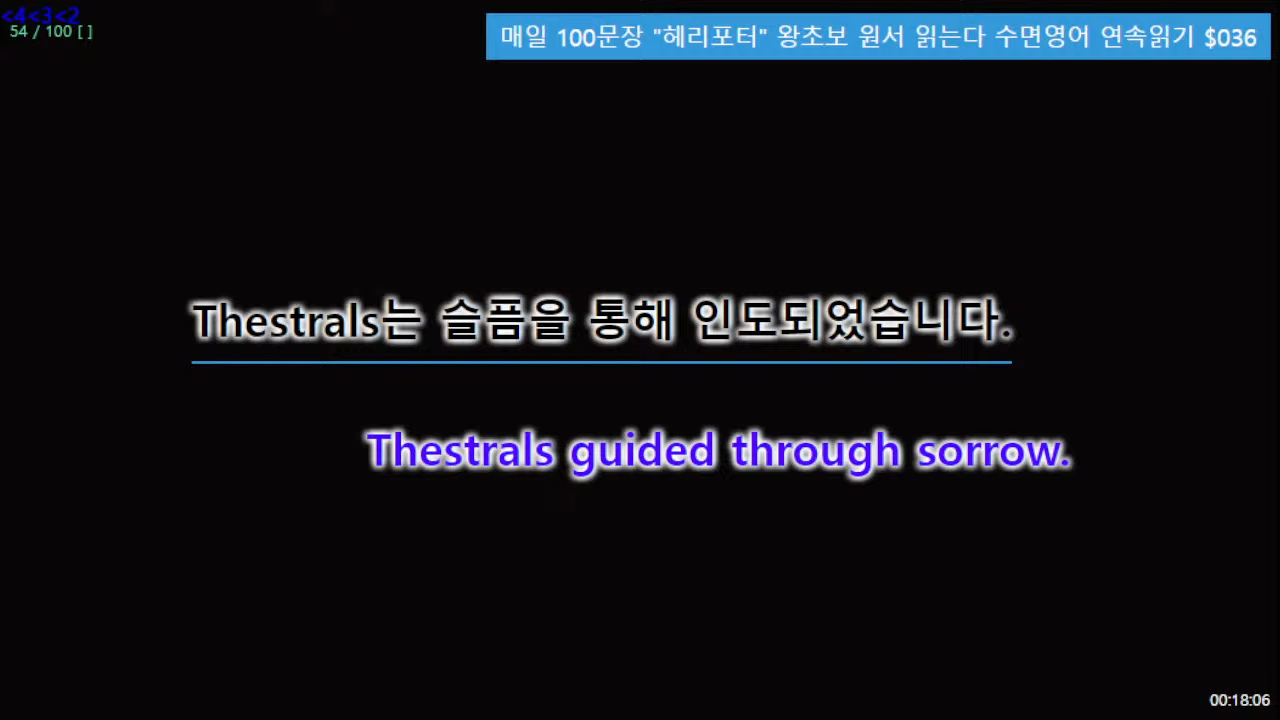 <4<3<2
54 / 100 [ ]
매일 100문장 "헤리포터" 왕초보 원서 읽는다 수면영어 연속읽기 $036
Thestrals는 슬픔을 통해 인도되었습니다.
Thestrals guided through sorrow.
00:18:06